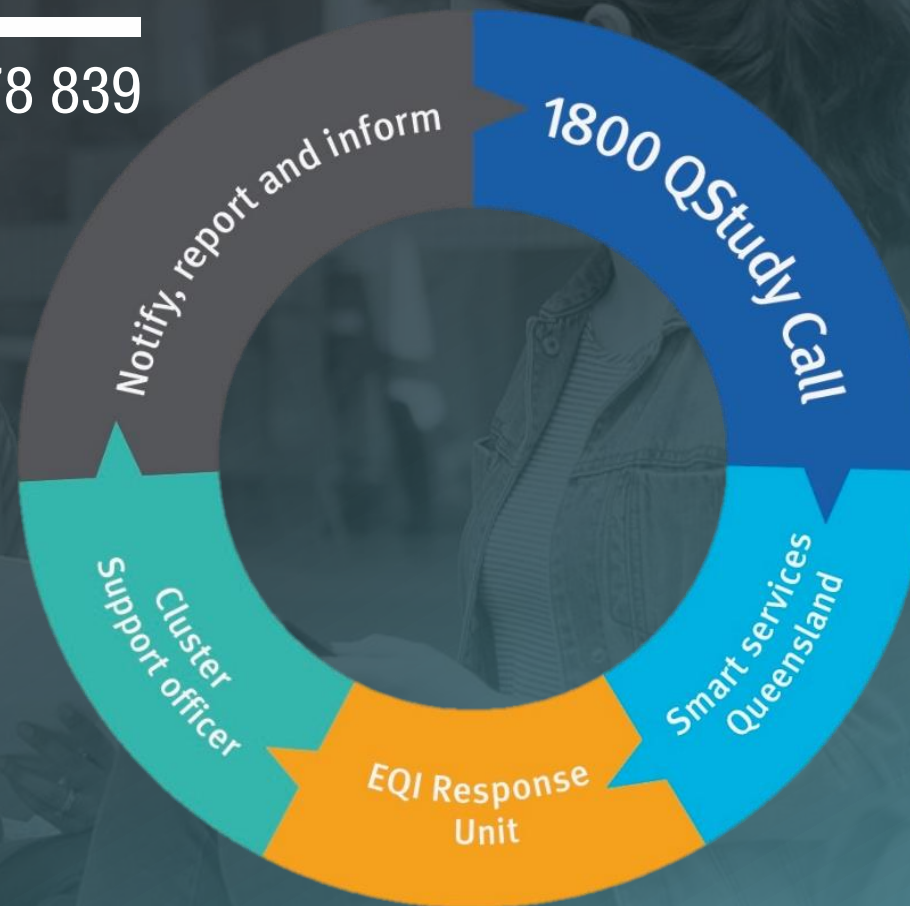 78 839
1800 QStudy Call
Smart services
Queensland
EQI Response
Unit
Cluster
Support officer
Notify, report and inform